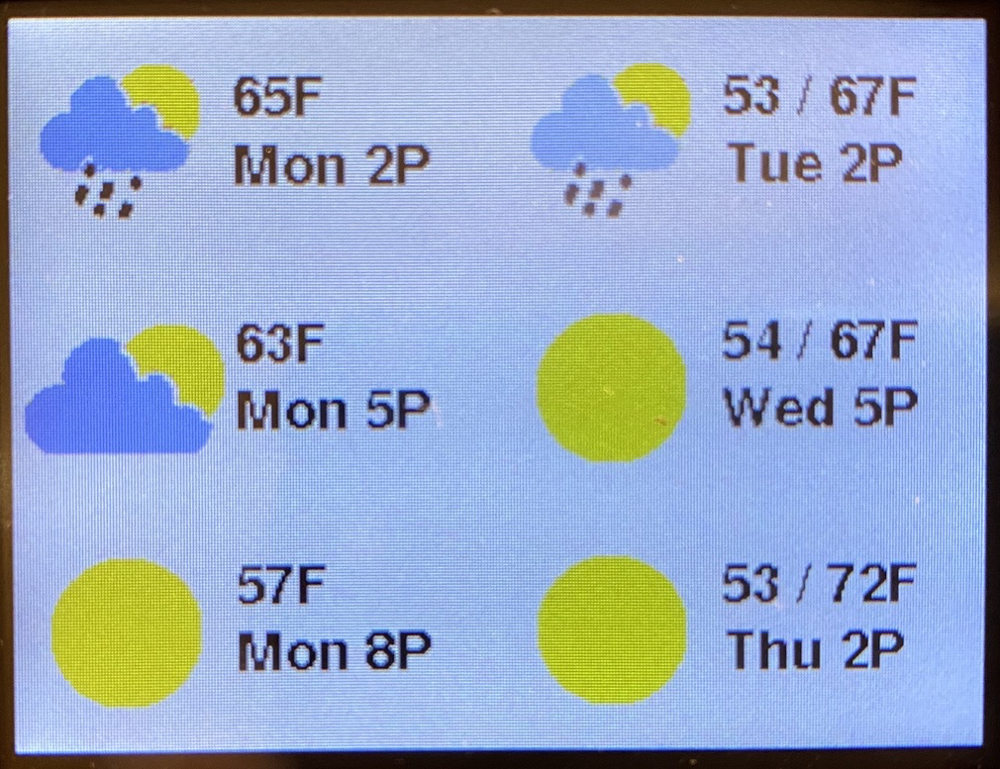 65F
Mon 2P
63F
Mon 5P
57F
Mon 8P
53 / 67F
Tue 2P
54 / 67F
Wed 5P
53 / 72F
Thu 2P